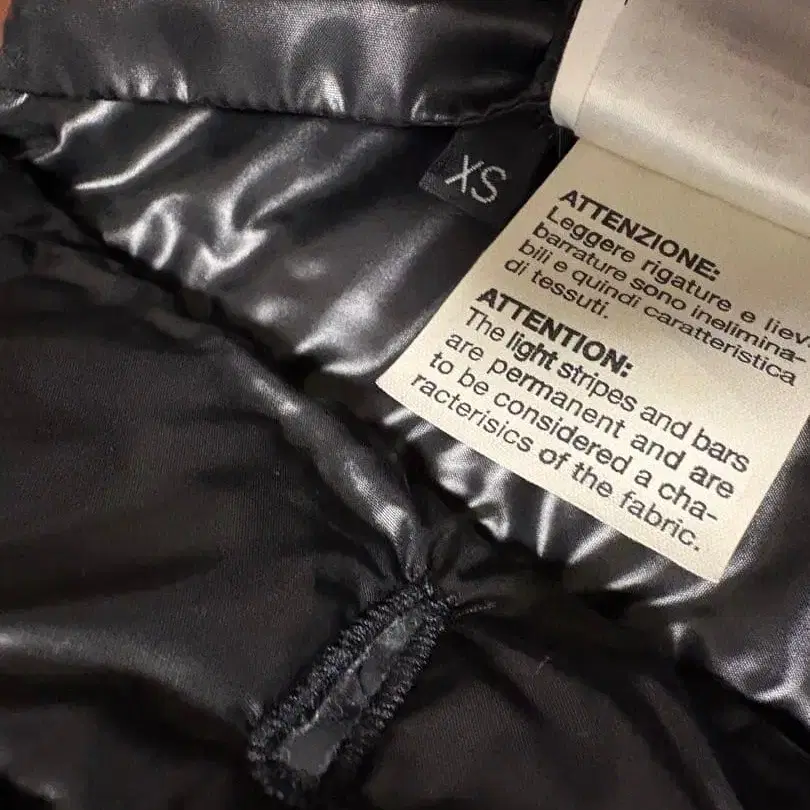 XS
ATTENZIONE:
Leggere rigature e liev
barrature sono inelimina-
bili e quindi caratteristica
di tessuti.
ATTENTION:
The light stripes and bars
are permanent and are
to be considered a cha-
racterisics of the fabric.